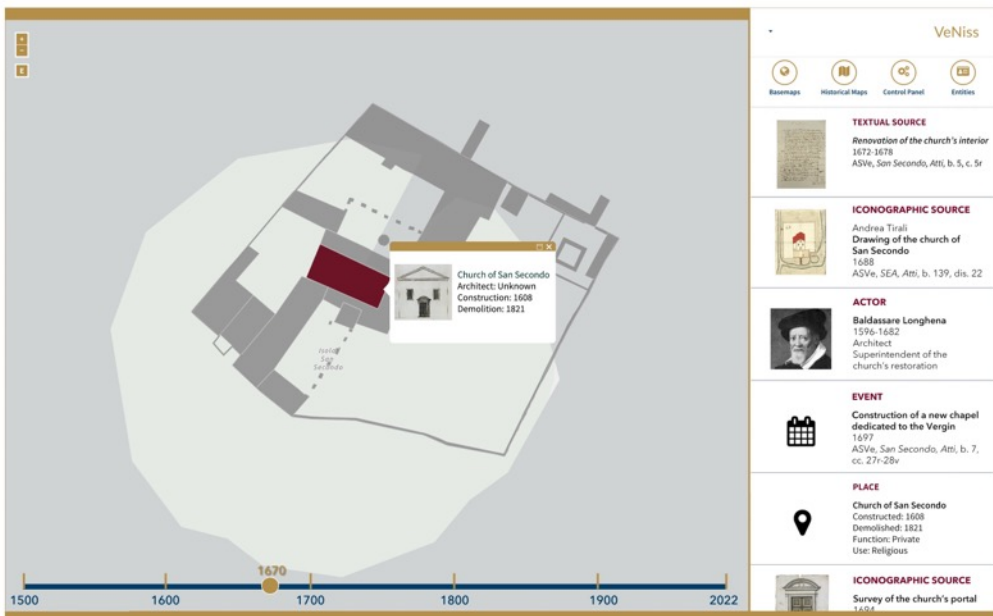 +
−
E
Isola
San
Secondo
Church of San Secondo
Architect: Unknown
Construction: 1608
Demolition: 1821
1670
1500
1600
1700
1800
1900
2022
VeNiss
Basemaps
Historical Maps
Control Panel
Entities
TEXTUAL SOURCE
Renovation of the church's interior
1672-1678
ASVe, San Secondo, Atti, b. 5, c. 5r
ICONOGRAPHIC SOURCE
Andrea Tirali
Drawing of the church of
San Secondo
1688
ASVe, SEA, Atti, b. 139, dis. 22
ACTOR
Baldassare Longhena
1596-1682
Architect
Superintendent of the
church's restoration
EVENT
Construction of a new chapel
dedicated to the Vergin
1697
ASVe, San Secondo, Atti, b. 7,
cc. 27r-28v
PLACE
Church of San Secondo
Constructed: 1608
Demolished: 1821
Function: Private
Use: Religious
ICONOGRAPHIC SOURCE
Survey of the church's portal
1694